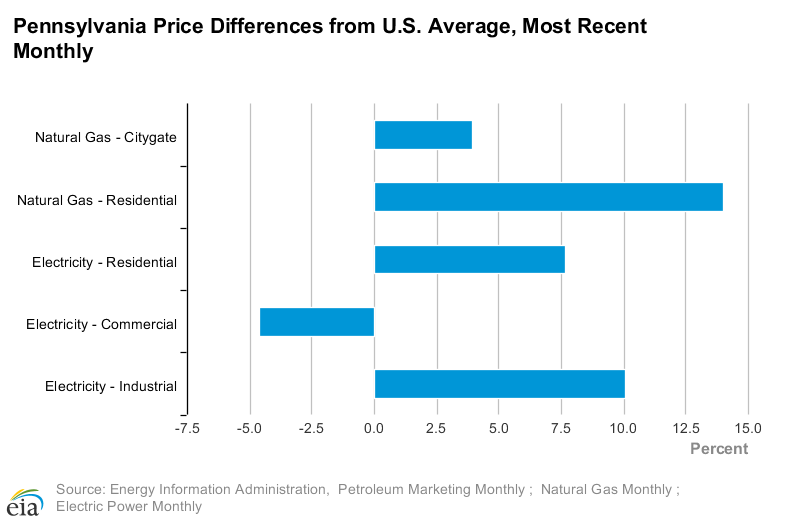 Pennsylvania Price Differences from U.S. Average, Most Recent
Monthly
Natural Gas - Citygate
Natural Gas - Residential
Electricity - Residential
Electricity - Commercial
Electricity - Industrial
-7.5 -5.0 -2.5 0.0 2.5 5.0 7.5 10.0 12.5 15.0
Percent
eia
Source: Energy Information Administration, Petroleum Marketing Monthly ; Natural Gas Monthly ;
Electric Power Monthly